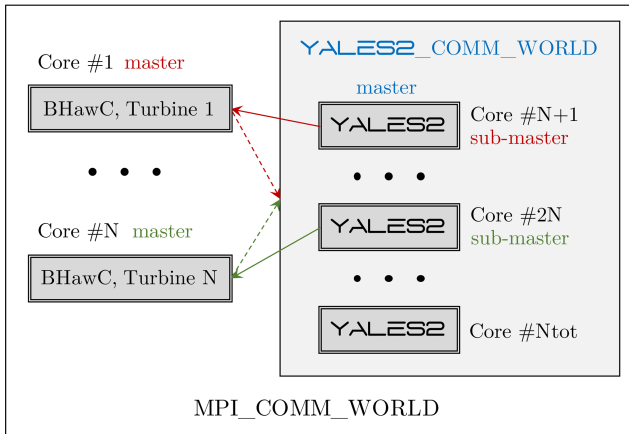 YALES2_COMM_WORLD
Core #1 master
BHawC, Turbine 1
master
YALES2
Core #N+1
sub-master
Core #N master
BHawC, Turbine N
YALES2
Core #2N
sub-master
YALES2
Core #Ntot
MPI_COMM_WORLD